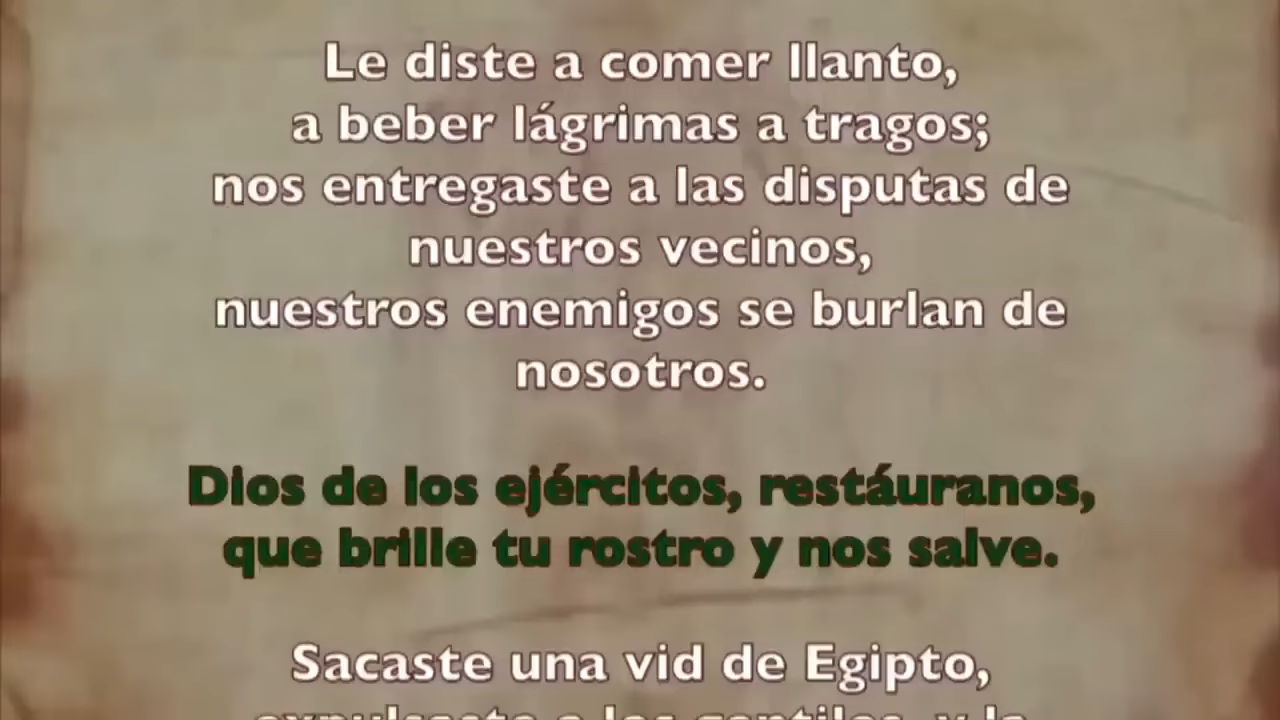 Le diste a comer llanto,
a beber lágrimas a tragos;
nos entregaste a las disputas de
nuestros vecinos,
nuestros enemigos se burlan de
nosotros.
Dios de los ejércitos, restáuranos,
que brille tu rostro y nos salve.
Sacaste una vid de Egipto,